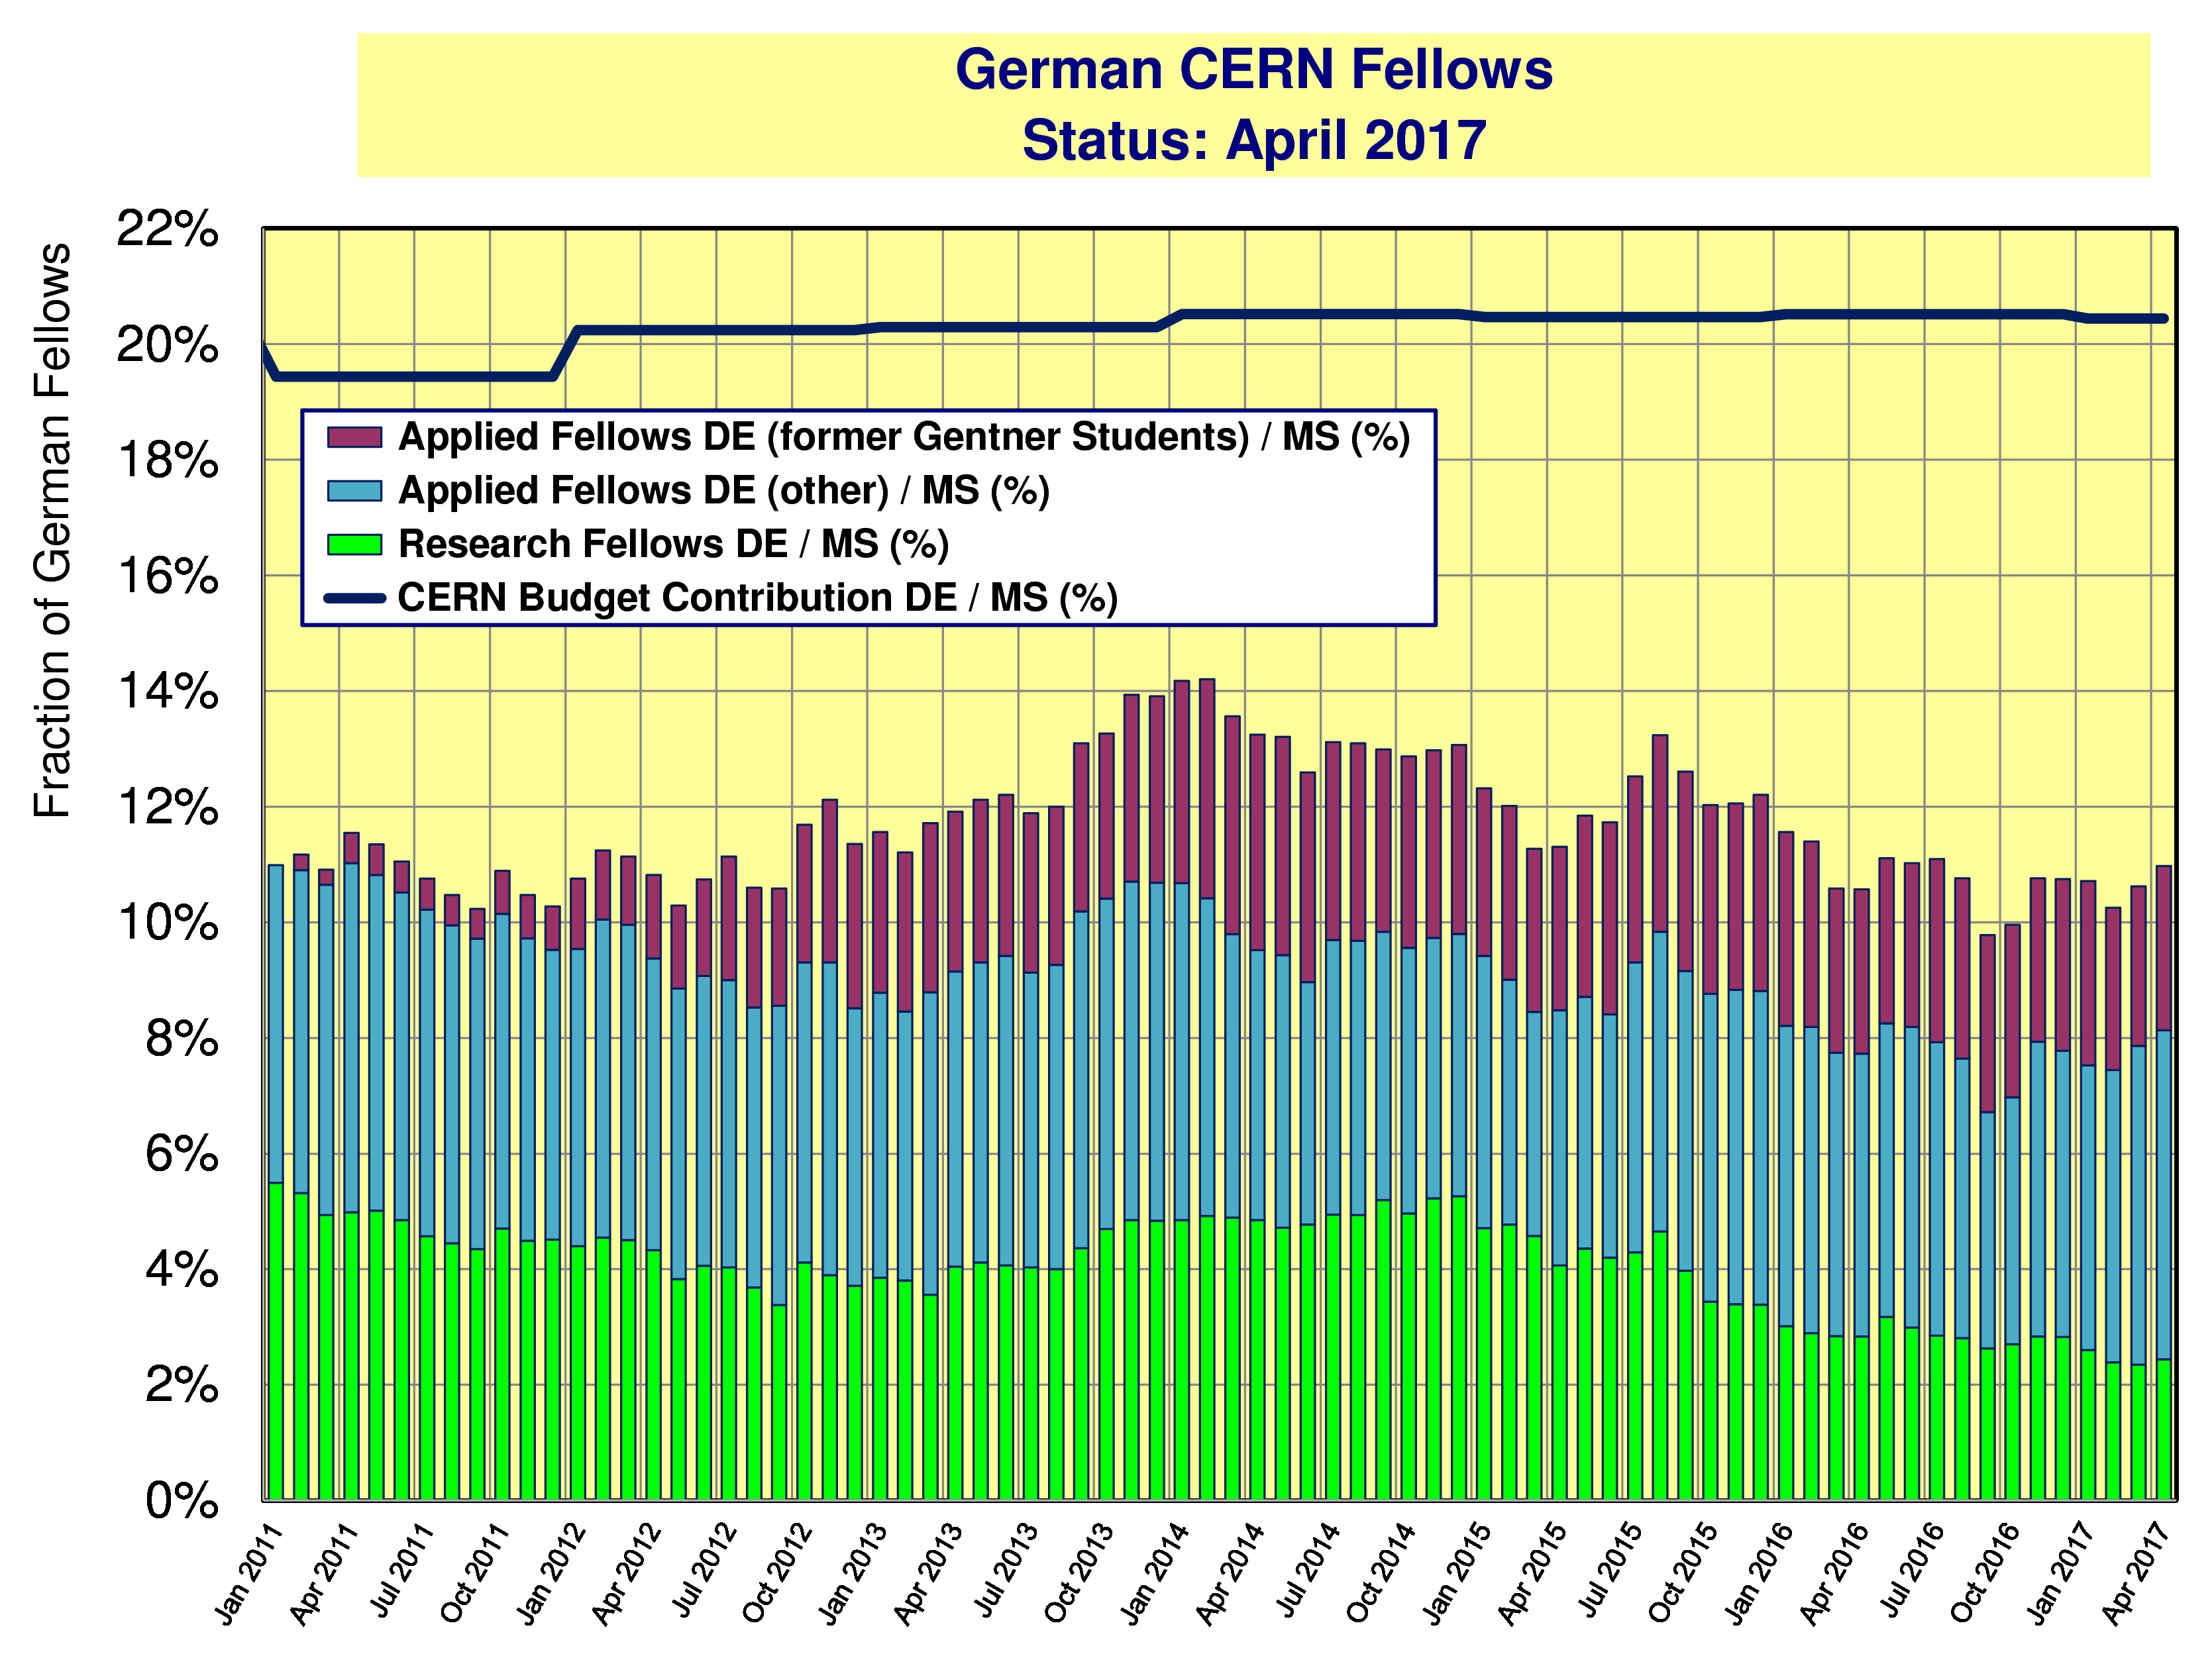 German CERN Fellows
Status: April 2017
Fraction of German Fellows
22%
20%
18%
16%
14%
12%
10%
8%
6%
4%
2%
0%
Applied Fellows DE (former Gentner Students) / MS (%)
Applied Fellows DE (other) / MS (%)
Research Fellows DE / MS (%)
CERN Budget Contribution DE / MS (%)
Jan 2011
Apr 2011
Jul 2011
Oct 2011
Jan 2012
Apr 2012
Jul 2012
Oct 2012
Jan 2013
Apr 2013
Jul 2013
Oct 2013
Jan 2014
Apr 2014
Jul 2014
Oct 2014
Jan 2015
Apr 2015
Jul 2015
Oct 2015
Jan 2016
Apr 2016
Jul 2016
Oct 2016
Jan 2017
Apr 2017